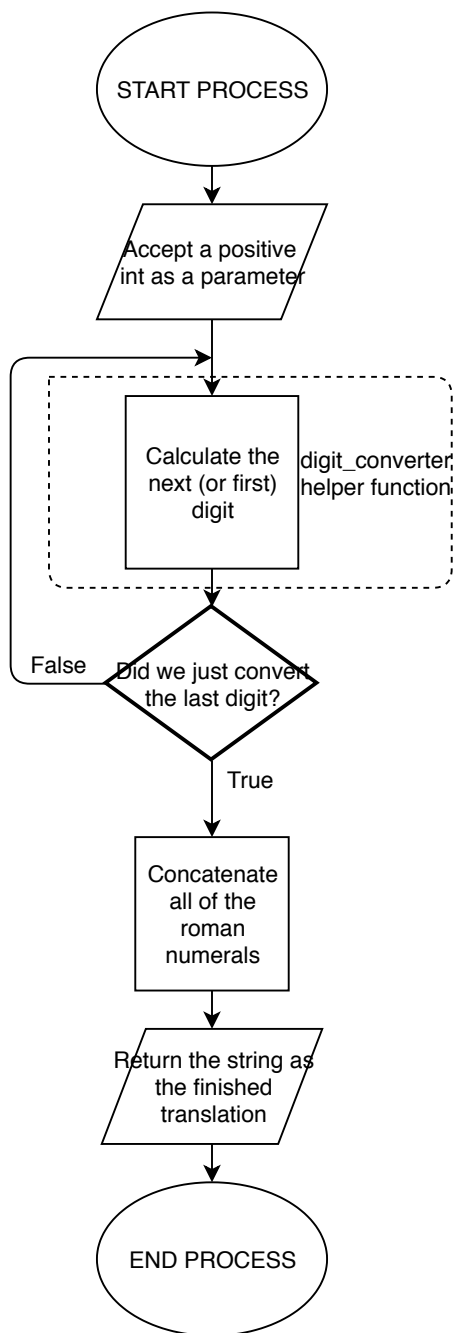 START PROCESS
Accept a positive
int as a parameter
Calculate the
next (or first)
digit
digit_converter
helper function
False
Did we just convert
the last digit?
True
Concatenate
all of the
roman
numerals
Return the string as
the finished
translation
END PROCESS